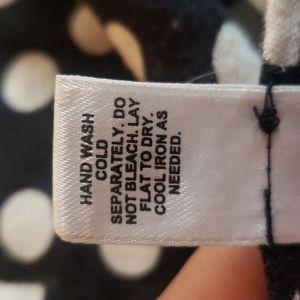 HAND WASH
COLD
SEPARATELY. DO
NOT BLEACH. LAY
FLAT TO DRY.
COOL IRON AS
NEEDED.